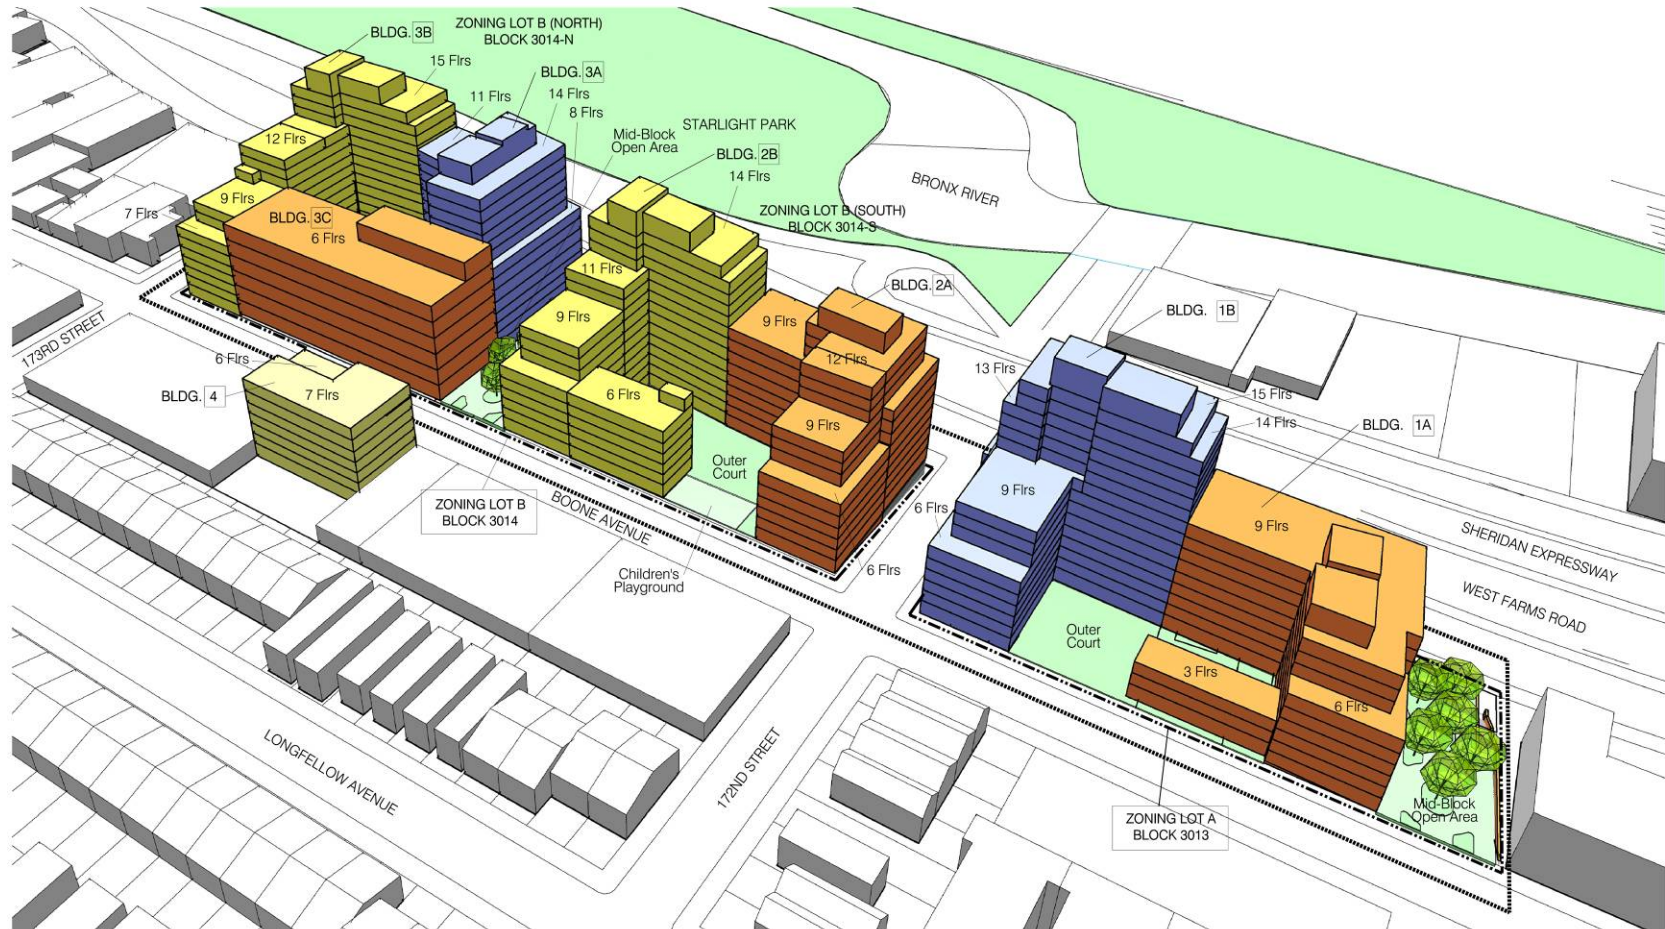 ZONING LOT B (NORTH)
BLOCK 3014-N
BLDG. 3B
15 Flrs
BLDG. 3A
11 Flrs
14 Flrs
8 Flrs
12 Flrs
Mid-Block
Open Area
STARLIGHT PARK
BLDG. 2B
14 Flrs
BRONX RIVER
9 Flrs
7 Flrs
BLDG. 3C
6 Flrs
ZONING LOT B (SOUTH)
BLOCK 3014-S
11 Flrs
BLDG. 2A
9 Flrs
9 Flrs
12 Flrs
BLDG. 1B
173RD STREET
6 Flrs
BLDG. 4
7 Flrs
6 Flrs
9 Flrs
13 Flrs
15 Flrs
14 Flrs
BLDG. 1A
Outer
Court
9 Flrs
6 Flrs
9 Flrs
ZONING LOT B
BLOCK 3014
BOONE AVENUE
6 Flrs
Children's
Playground
SHERIDAN EXPRESSWAY
WEST FARMS ROAD
Outer
Court
3 Flrs
6 Flrs
LONGFELLOW AVENUE
172ND STREET
ZONING LOT A
BLOCK 3013
Mid-Block
Open Area